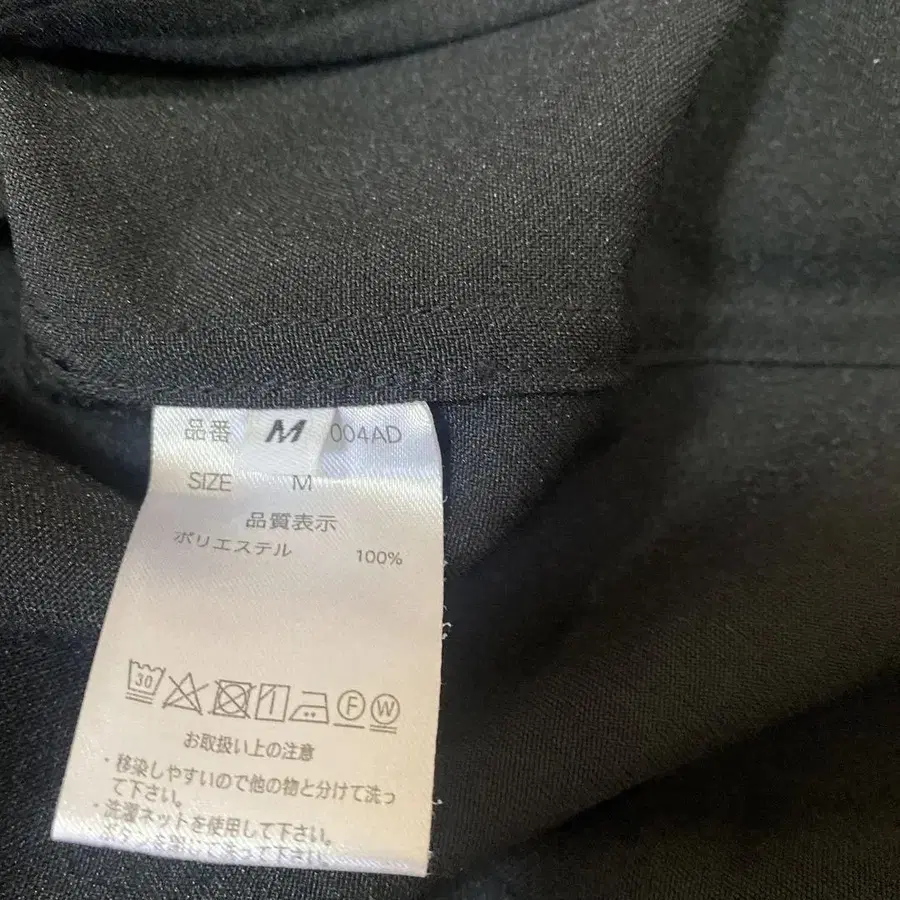 品番 M 004AD
SIZE M
品質表示
ポリエステル 100%
30 F W
お取扱い上の注意
・移染しやすいので他の物と分けて洗っ
て下さい。
・洗濯ネットを使用して下さい。